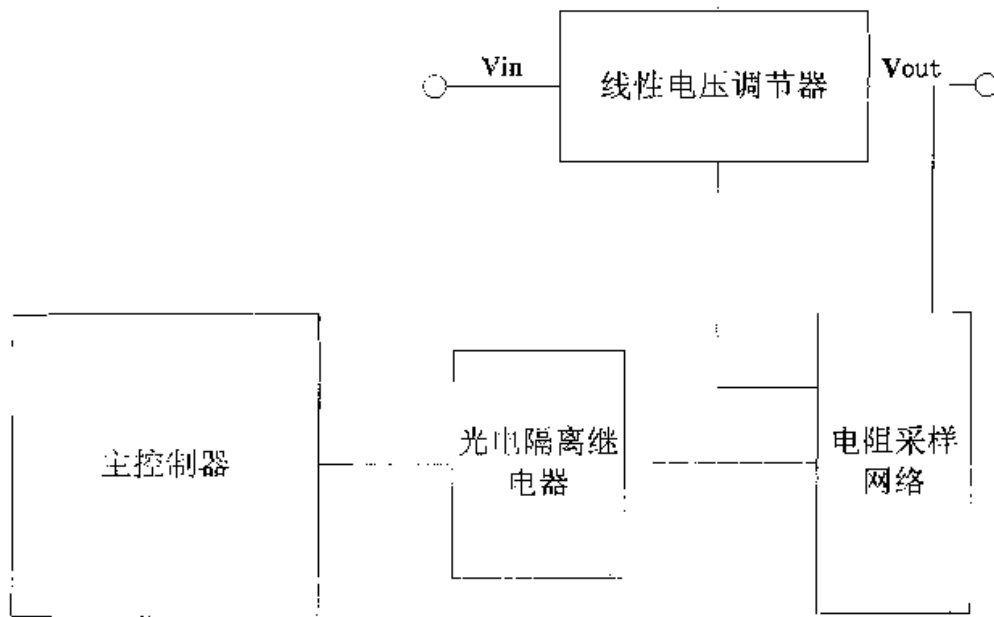 Vin
线性电压调节器
Vout
主控制器
光电隔离继
电器
电阻采样
网络